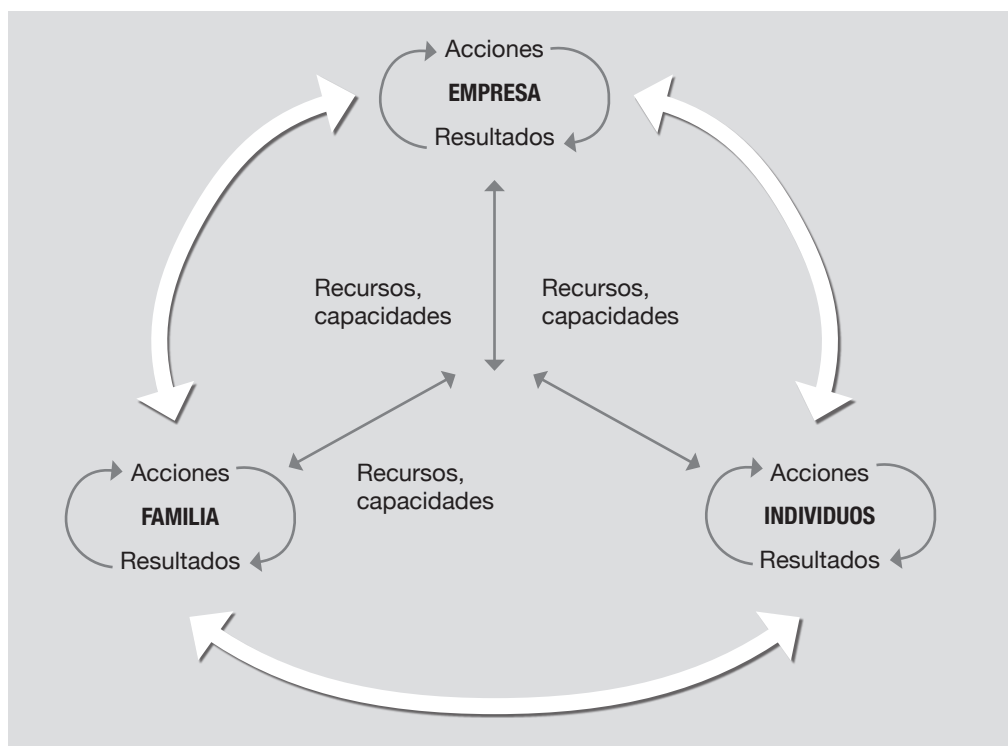 Acciones
EMPRESA
Resultados
Recursos,
capacidades
Recursos,
capacidades
Recursos,
capacidades
Acciones
FAMILIA
Resultados
Acciones
INDIVIDUOS
Resultados